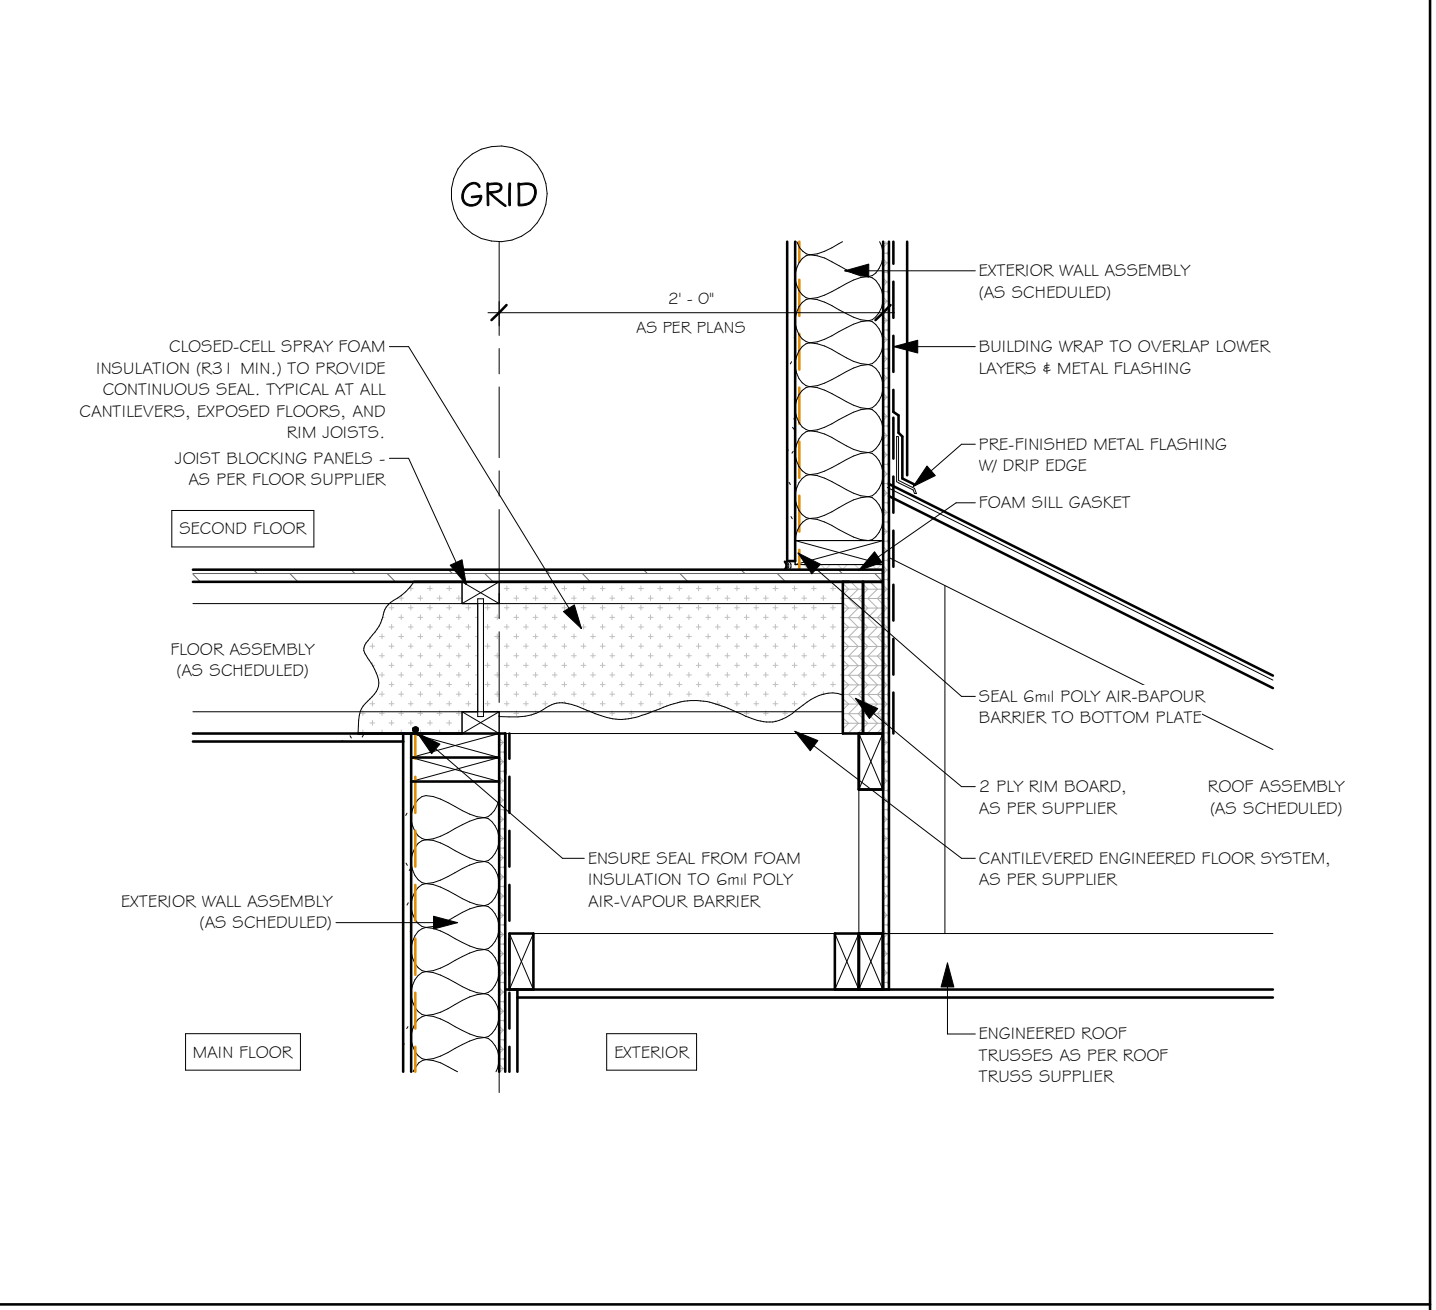 GRID
2' - 0"
AS PER PLANS
EXTERIOR WALL ASSEMBLY
(AS SCHEDULED)
BUILDING WRAP TO OVERLAP LOWER
LAYERS & METAL FLASHING
PRE-FINISHED METAL FLASHING
W/ DRIP EDGE
FOAM SILL GASKET
CLOSED-CELL SPRAY FOAM
INSULATION (R31 MIN.) TO PROVIDE
CONTINUOUS SEAL. TYPICAL AT ALL
CANTILEVERS, EXPOSED FLOORS, AND
RIM JOISTS.
JOIST BLOCKING PANELS -
AS PER FLOOR SUPPLIER
SECOND FLOOR
FLOOR ASSEMBLY
(AS SCHEDULED)
SEAL 6mil POLY AIR-BAPOUR
BARRIER TO BOTTOM PLATE
2 PLY RIM BOARD,
AS PER SUPPLIER
ROOF ASSEMBLY
(AS SCHEDULED)
CANTILEVERED ENGINEERED FLOOR SYSTEM,
AS PER SUPPLIER
ENSURE SEAL FROM FOAM
INSULATION TO 6mil POLY
AIR-VAPOUR BARRIER
EXTERIOR WALL ASSEMBLY
(AS SCHEDULED)
MAIN FLOOR
EXTERIOR
ENGINEERED ROOF
TRUSSES AS PER ROOF
TRUSS SUPPLIER